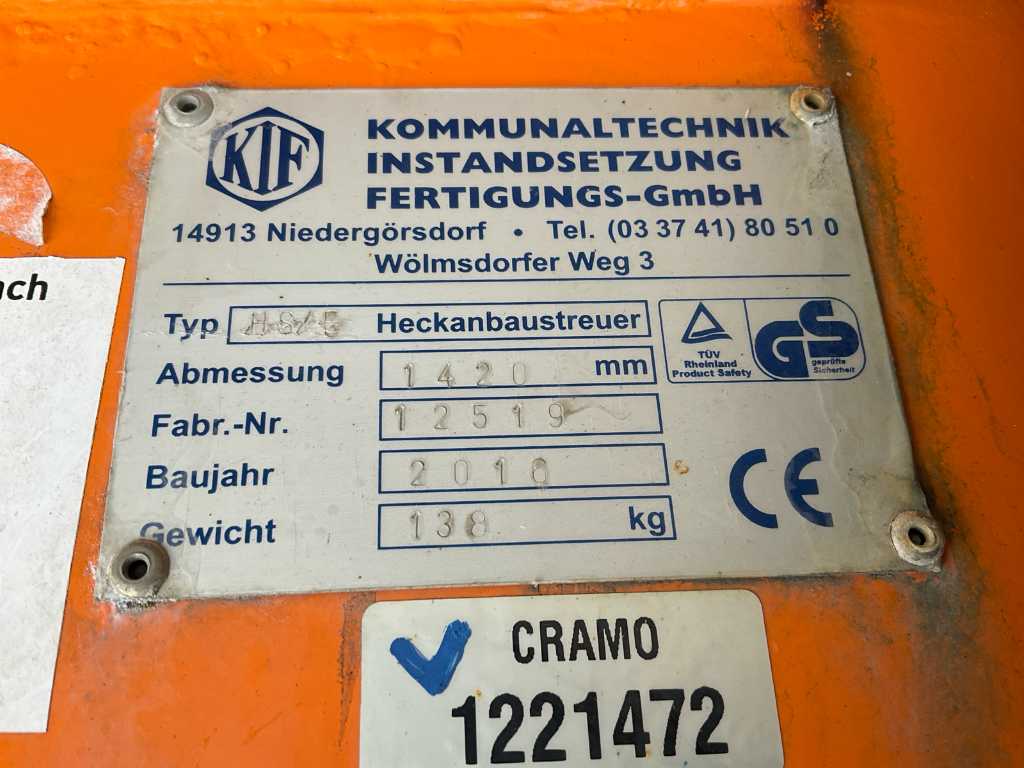 KIF
KOMMUNALTECHNIK
INSTANDSETZUNG
FERTIGUNGS-GmbH
14913 Niedergörsdorf • Tel. (03 37 41) 80 51 0
Wölmsdorfer Weg 3
Typ Heckanbaustreuer
TÜV
Rheinland
Product Safety
GS
geprüfte
Sicherheit
Abmessung 1420 mm
Fabr.-Nr. 12519
Baujahr
Gewicht 138 kg
CE
ach
CRAMO
1221472